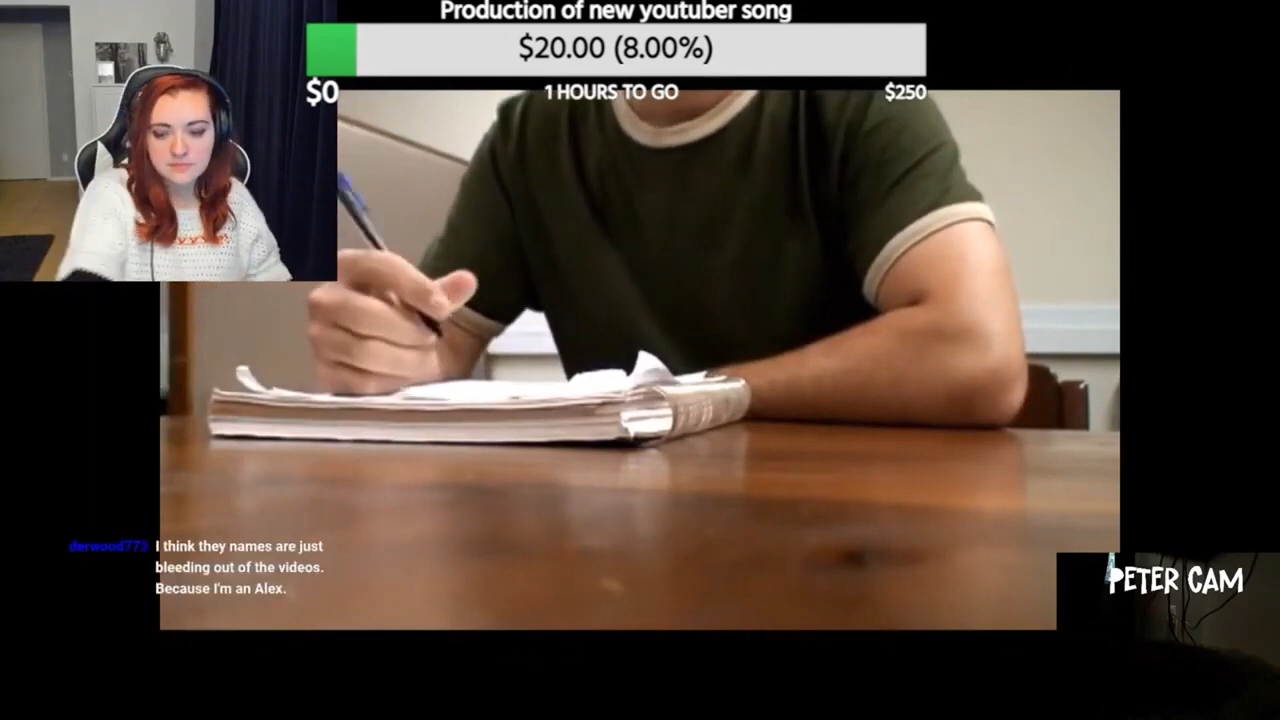 Production of new youtuber song
$20.00 (8.00%)
$0 1 HOURS TO GO $250
derwood773 I think they names are just
bleeding out of the videos.
Because I'm an Alex.
PETER CAM